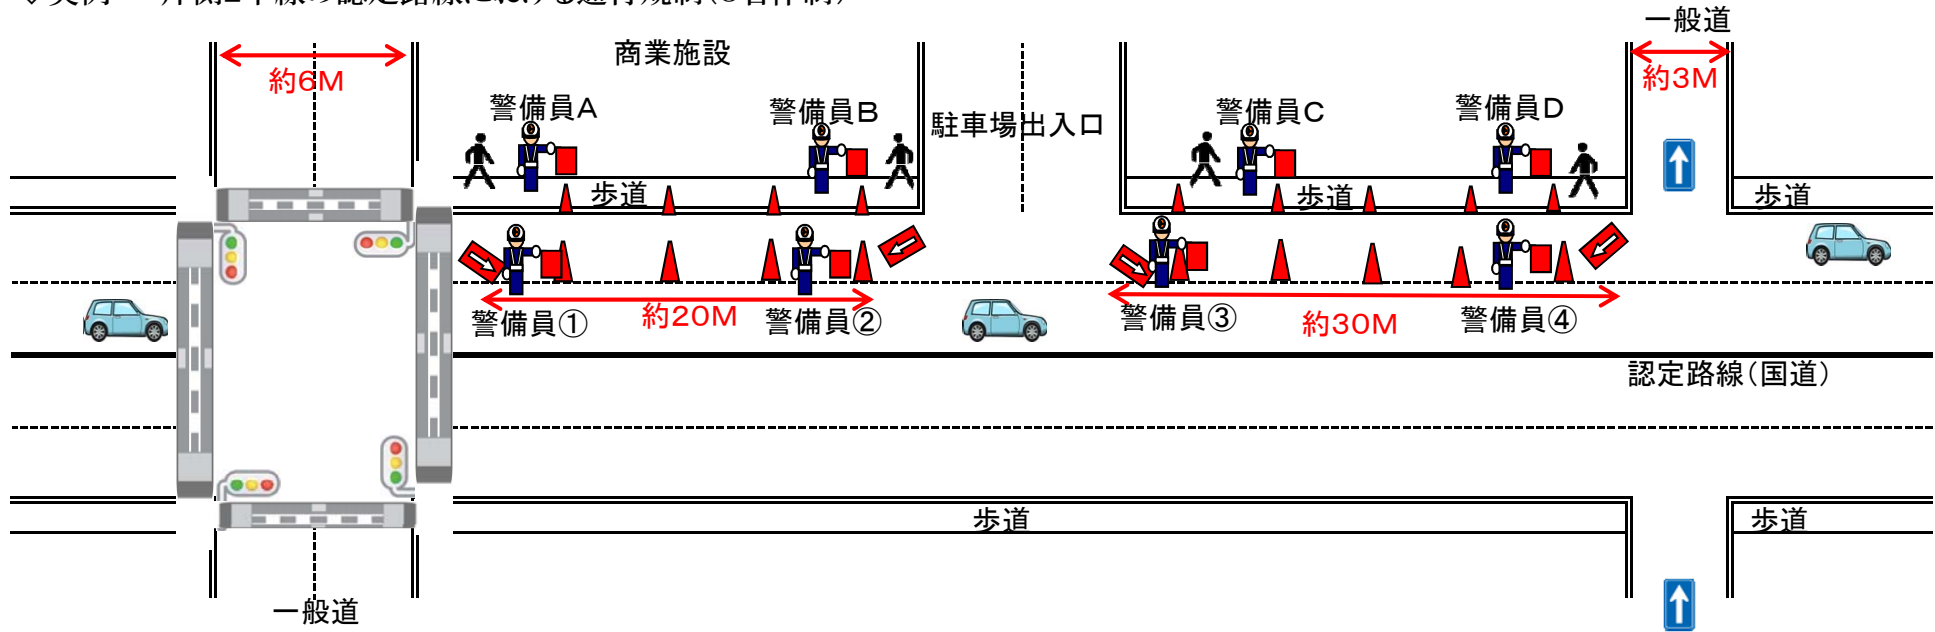 一般道
約6M
商業施設
約3M
警備員A
警備員B
駐車場出入口
警備員C
警備員D
歩道
歩道
歩道
警備員①
約20M
警備員②
警備員③
約30M
警備員④
認定路線(国道)
歩道
歩道
一般道